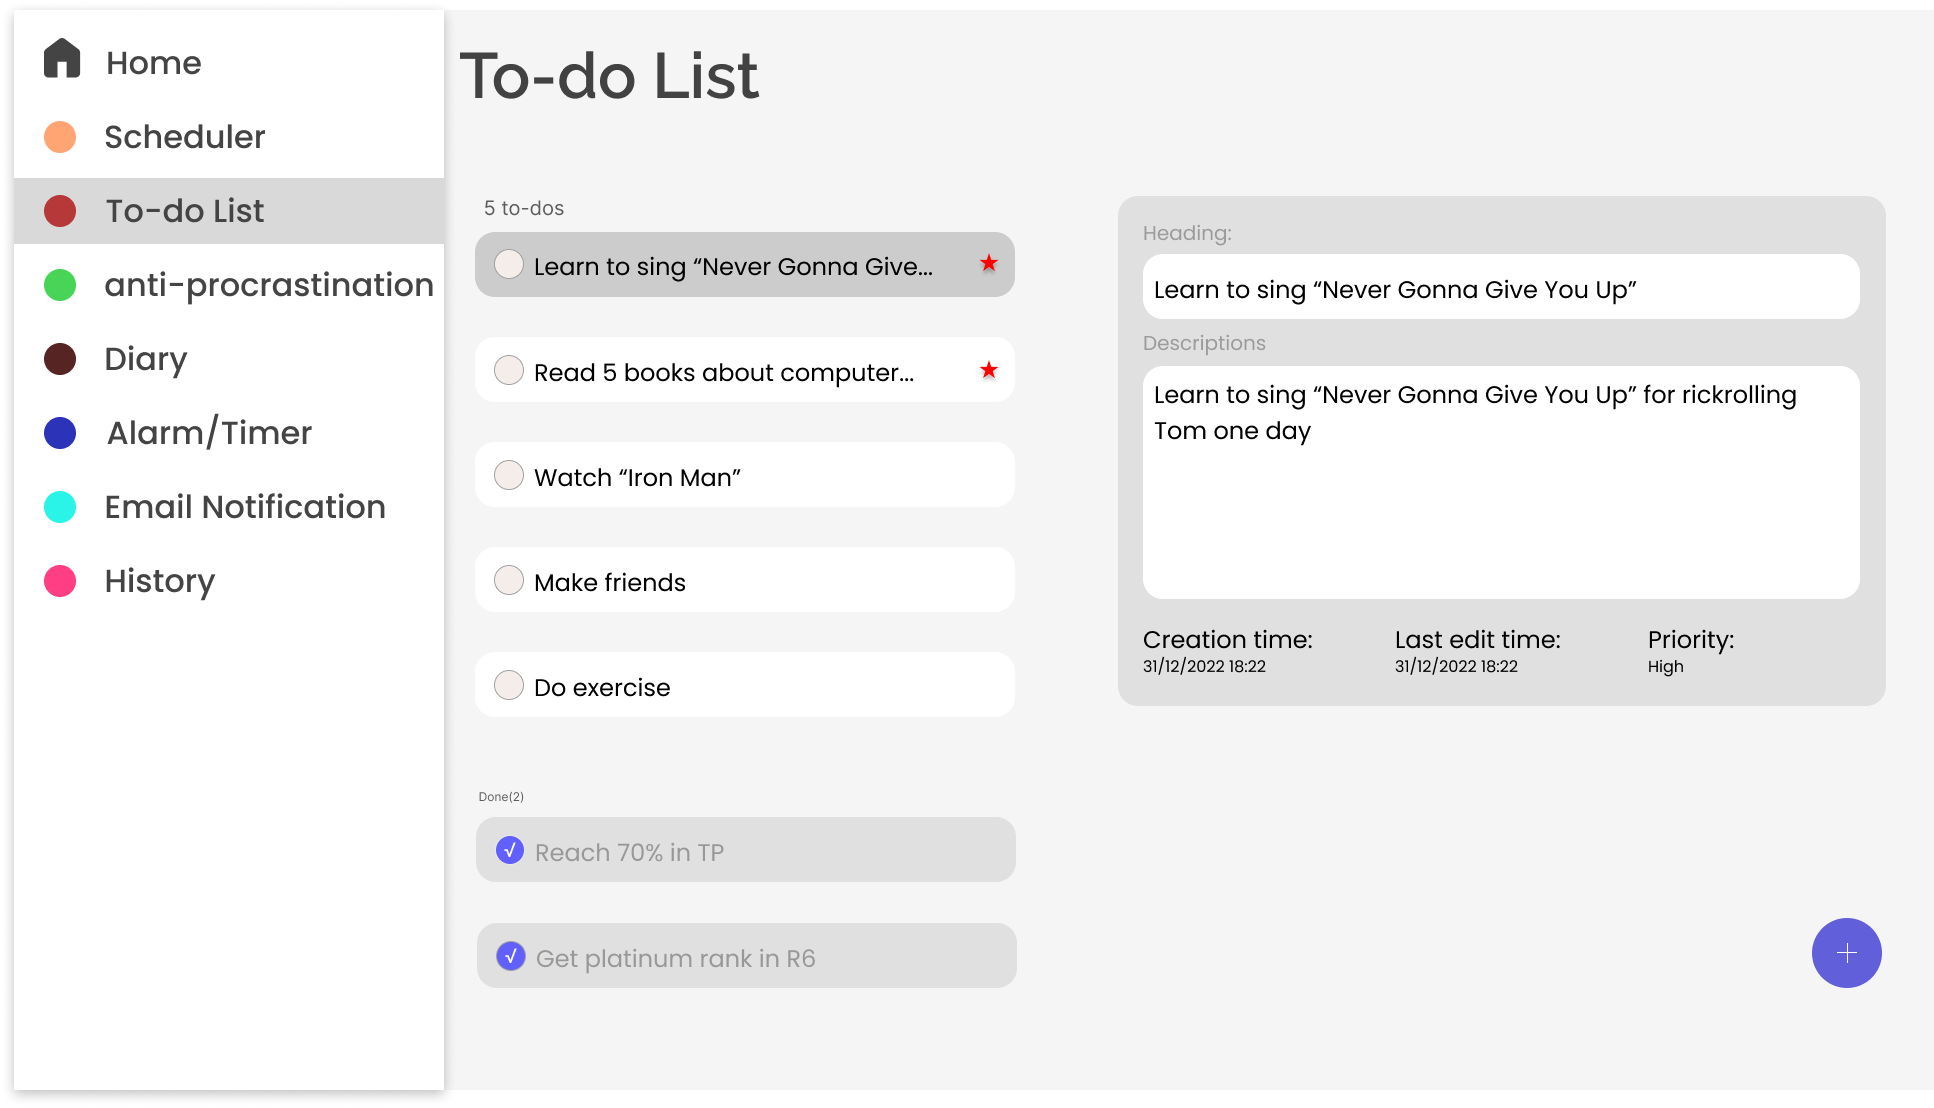 Home
Scheduler
To-do List
anti-procrastination
Diary
Alarm/Timer
Email Notification
History
To-do List
5 to-dos
Learn to sing “Never Gonna Give...
Read 5 books about computer...
Watch “Iron Man”
Make friends
Do exercise
Done(2)
√ Reach 70% in TP
√ Get platinum rank in R6
Heading:
Learn to sing “Never Gonna Give You Up”
Descriptions
Learn to sing “Never Gonna Give You Up” for rickrolling
Tom one day
Creation time:
31/12/2022 18:22
Last edit time:
31/12/2022 18:22
Priority:
High
+